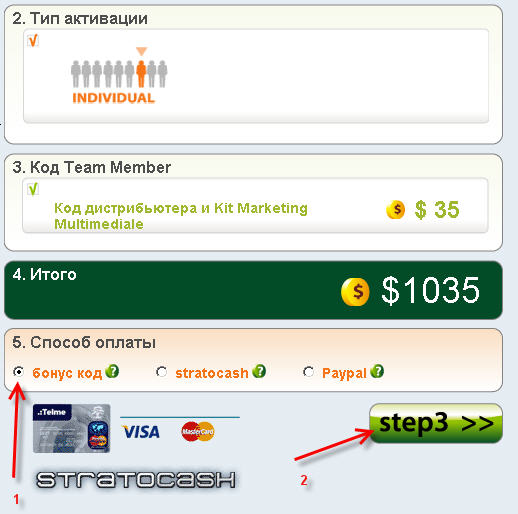 2. Тип активации
INDIVIDUAL
3. Код Team Member
Код дистрибьютера и Kit Marketing
Multimediale
$ 35
4. Итого
$1035
5. Способ оплаты
бонус код ?
stratocash ?
Paypal ?
.:Telme
VISA
MasterCard
step3 >>
STRATOCASH
1
2